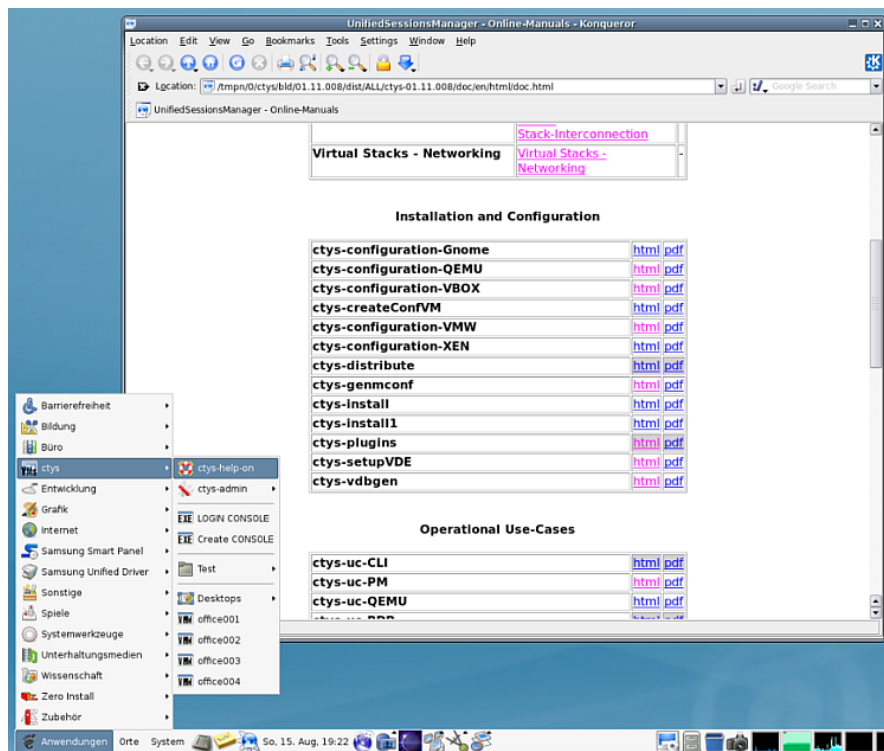 UnifiedSessionsManager - Online-Manuals - Konqueror
Location Edit View Go Bookmarks Tools Settings Window Help
Location: /tmpn/0/ctys/bld/01.11.008/dist/ALL/ctys-01.11.008/doc/en/html/doc.html Google Search
UnifiedSessionsManager - Online-Manuals
Stack-Interconnection
Virtual Stacks - Networking Virtual Stacks - -
Networking
Installation and Configuration
ctys-configuration-Gnome html pdf
ctys-configuration-QEMU html pdf
ctys-configuration-VBOX html pdf
ctys-createConfVM html pdf
ctys-configuration-VMW html pdf
ctys-configuration-XEN html pdf
ctys-distribute html pdf
ctys-genmconf html pdf
ctys-install html pdf
ctys-install1 html pdf
ctys-plugins html pdf
ctys-setupVDE html pdf
ctys-vdbgen html pdf
Operational Use-Cases
ctys-uc-CLI html pdf
ctys-uc-PM html pdf
ctys-uc-QEMU html pdf
Barrierefreiheit
Bildung
Büro
ctys
Entwicklung
Grafik
Internet
Samsung Smart Panel
Samsung Unified Driver
Sonstige
Spiele
Systemwerkzeuge
Unterhaltungsmedien
Wissenschaft
Zero Install
Zubehör
ctys-help-on
ctys-admin
EXE LOGIN CONSOLE
EXE Create CONSOLE
Test
Desktops
office001
office002
office003
office004
Anwendungen Orte System So, 15. Aug, 19:22